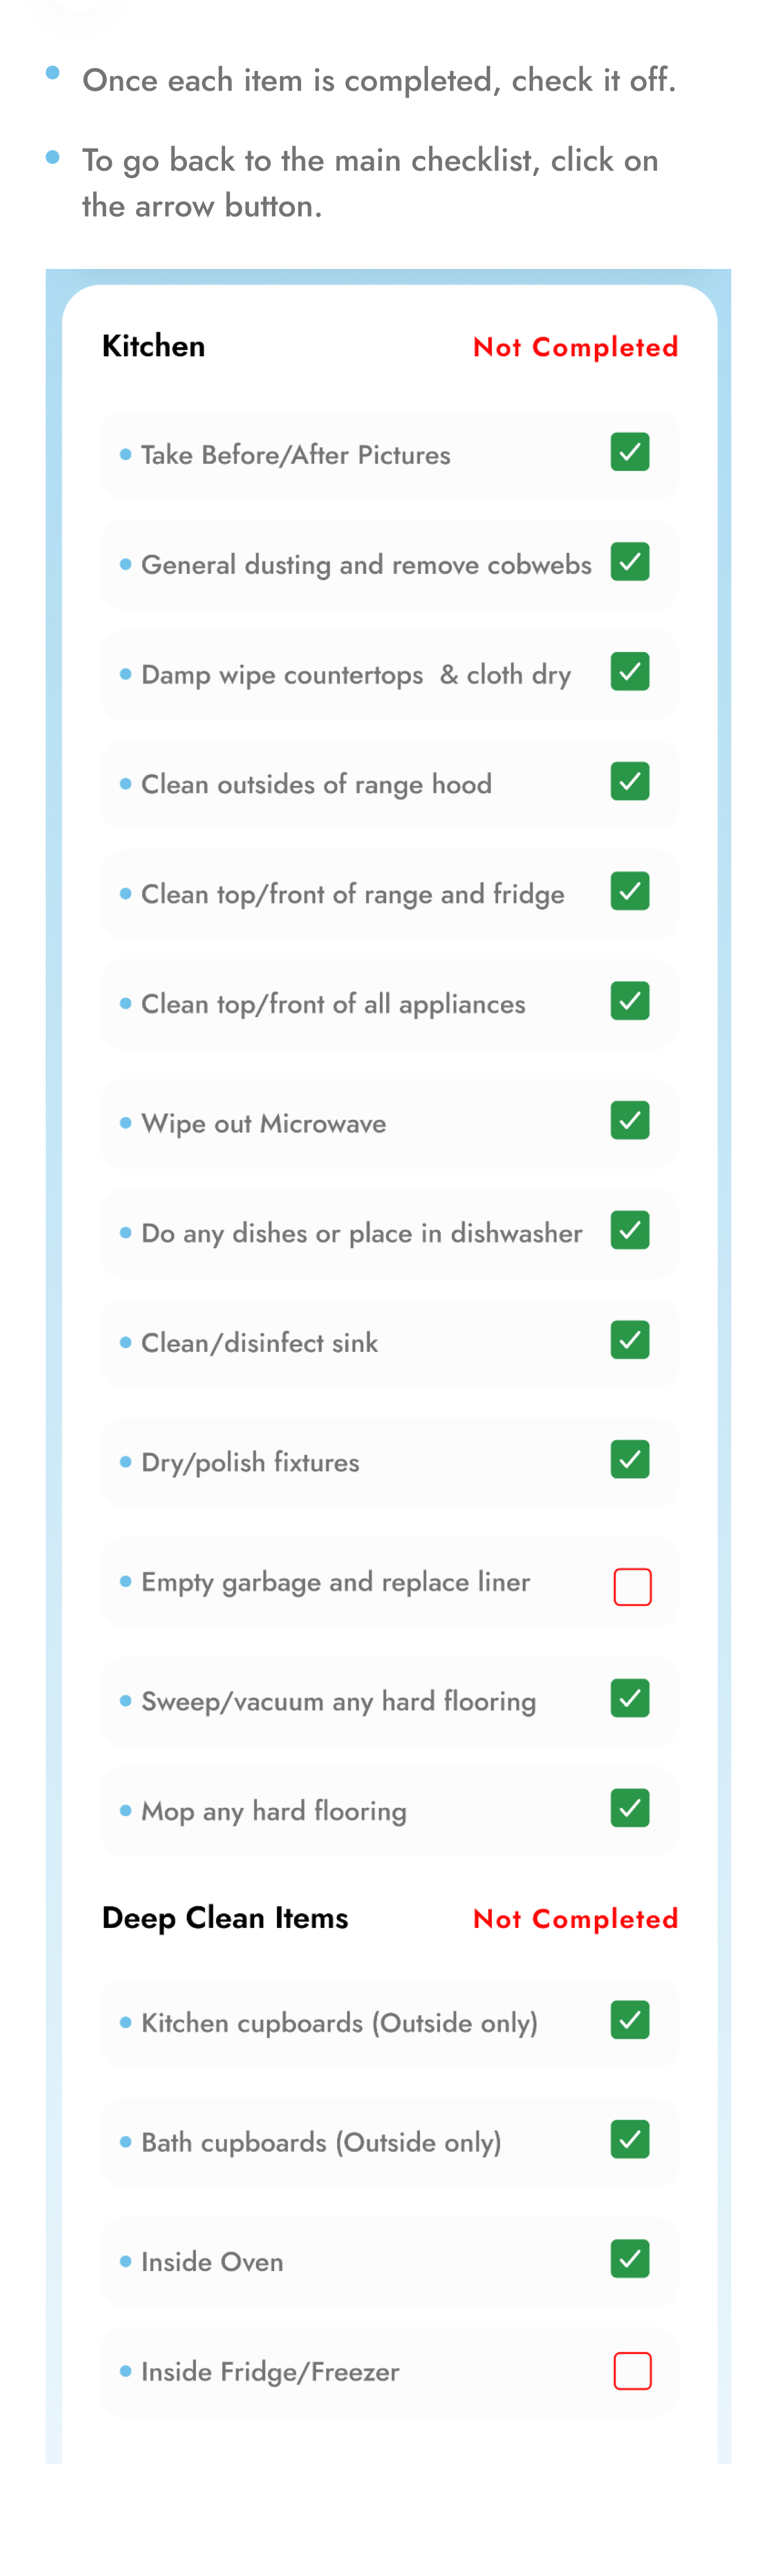 Once each item is completed, check it off.
To go back to the main checklist, click on
the arrow button.
Kitchen Not Completed
Take Before/After Pictures
General dusting and remove cobwebs
Damp wipe countertops  & cloth dry
Clean outsides of range hood
Clean top/front of range and fridge
Clean top/front of all appliances
Wipe out Microwave
Do any dishes or place in dishwasher
Clean/disinfect sink
Dry/polish fixtures
Empty garbage and replace liner
Sweep/vacuum any hard flooring
Mop any hard flooring
Deep Clean Items Not Completed
Kitchen cupboards (Outside only)
Bath cupboards (Outside only)
Inside Oven
Inside Fridge/Freezer